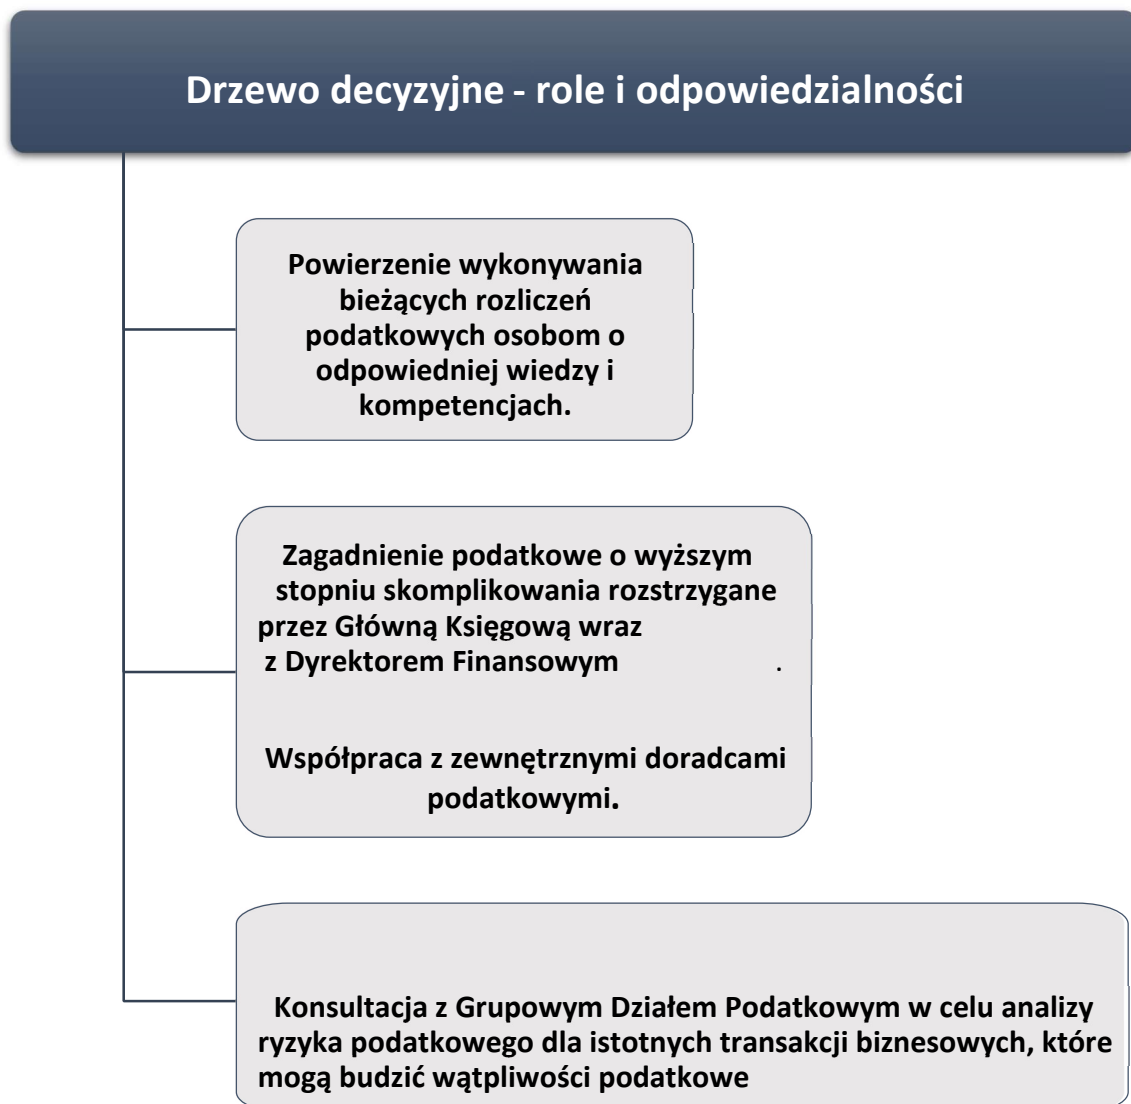 Drzewo decyzyjne - role i odpowiedzialności
Powierzenie wykonywania
bieżących rozliczeń
podatkowych osobom o
odpowiedniej wiedzy i
kompetencjach.
Zagadnienie podatkowe o wyższym
stopniu skomplikowania rozstrzygane
przez Główną Księgową wraz
z Dyrektorem Finansowym .
Współpraca z zewnętrznymi doradcami
podatkowymi.
Konsultacja z Grupowym Działem Podatkowym w celu analizy
ryzyka podatkowego dla istotnych transakcji biznesowych, które
mogą budzić wątpliwości podatkowe